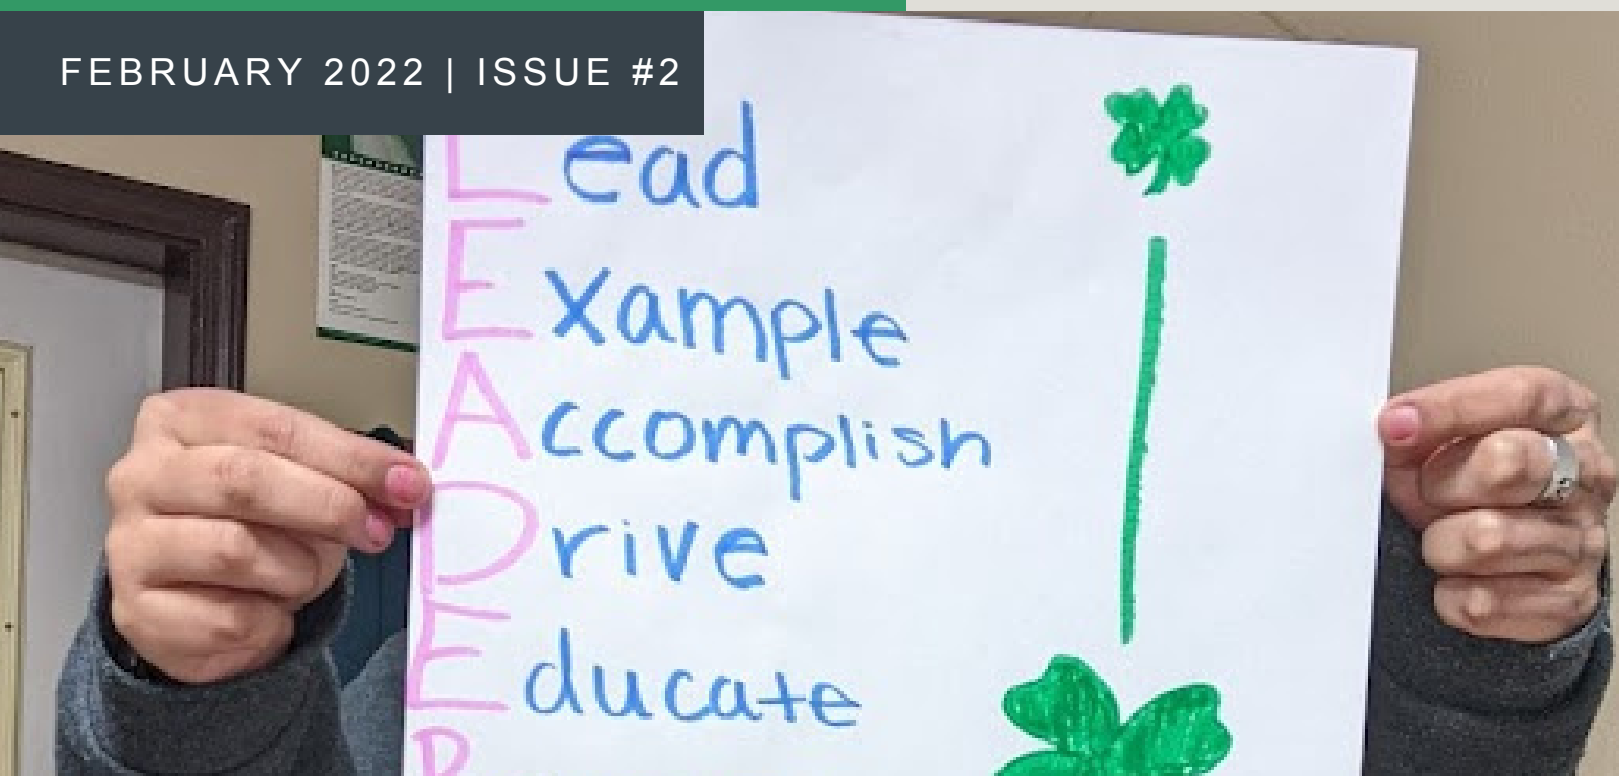 FEBRUARY 2022 | ISSUE #2
Lead
Example
Accomplish
Drive
Educate
R